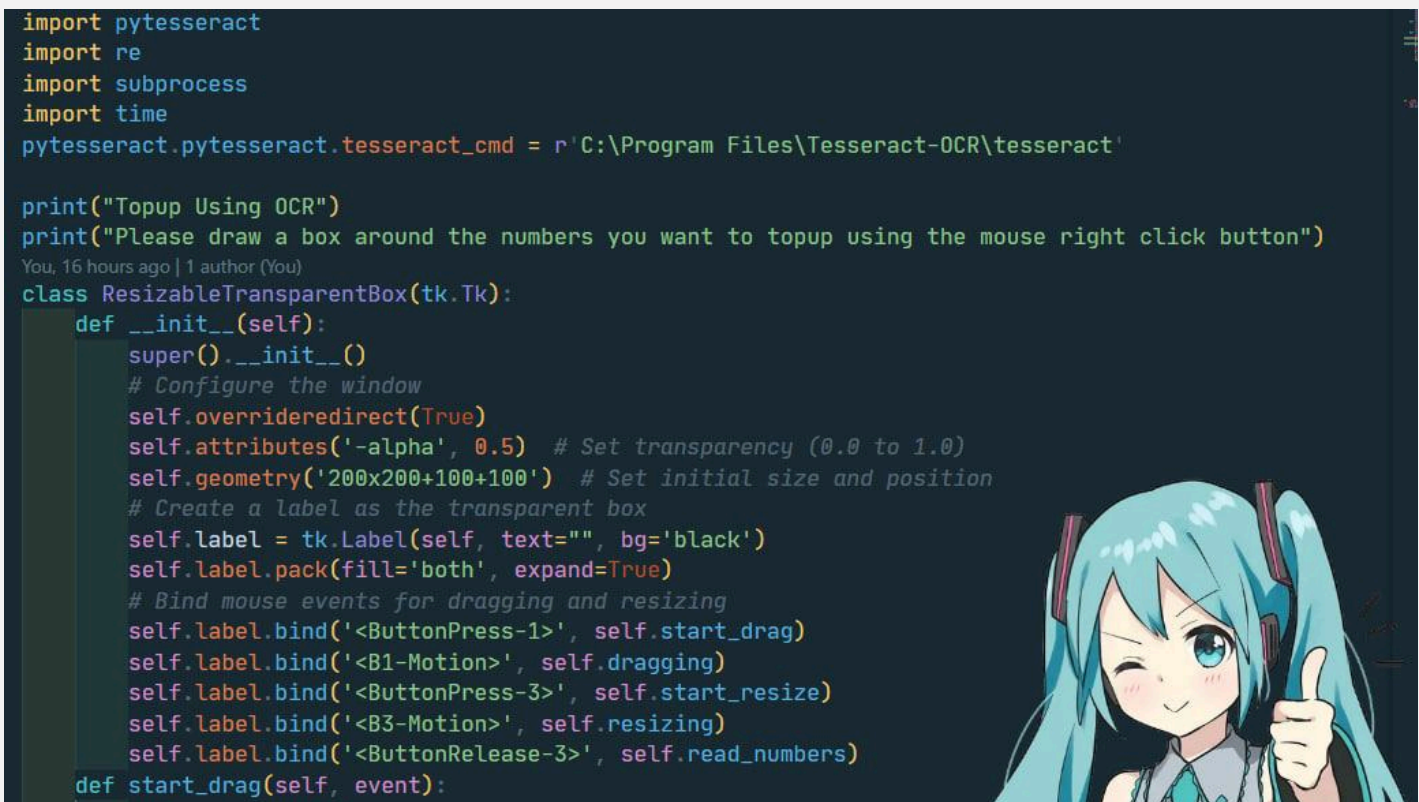 import pytesseract
import re
import subprocess
import time
pytesseract.pytesseract.tesseract_cmd = r'C:\Program Files\Tesseract-OCR\tesseract'
print("Topup Using OCR")
print("Please draw a box around the numbers you want to topup using the mouse right click button")
You, 16 hours ago | 1 author (You)
class ResizableTransparentBox(tk.Tk):
def __init__(self):
super().__init__()
# Configure the window
self.overrideredirect(True)
self.attributes('-alpha', 0.5)  # Set transparency (0.0 to 1.0)
self.geometry('200x200+100+100')  # Set initial size and position
# Create a label as the transparent box
self.label = tk.Label(self, text="", bg='black')
self.label.pack(fill='both', expand=True)
# Bind mouse events for dragging and resizing
self.label.bind('<ButtonPress-1>', self.start_drag)
self.label.bind('<B1-Motion>', self.dragging)
self.label.bind('<ButtonPress-3>', self.start_resize)
self.label.bind('<B3-Motion>', self.resizing)
self.label.bind('<ButtonRelease-3>', self.read_numbers)
def start_drag(self, event):